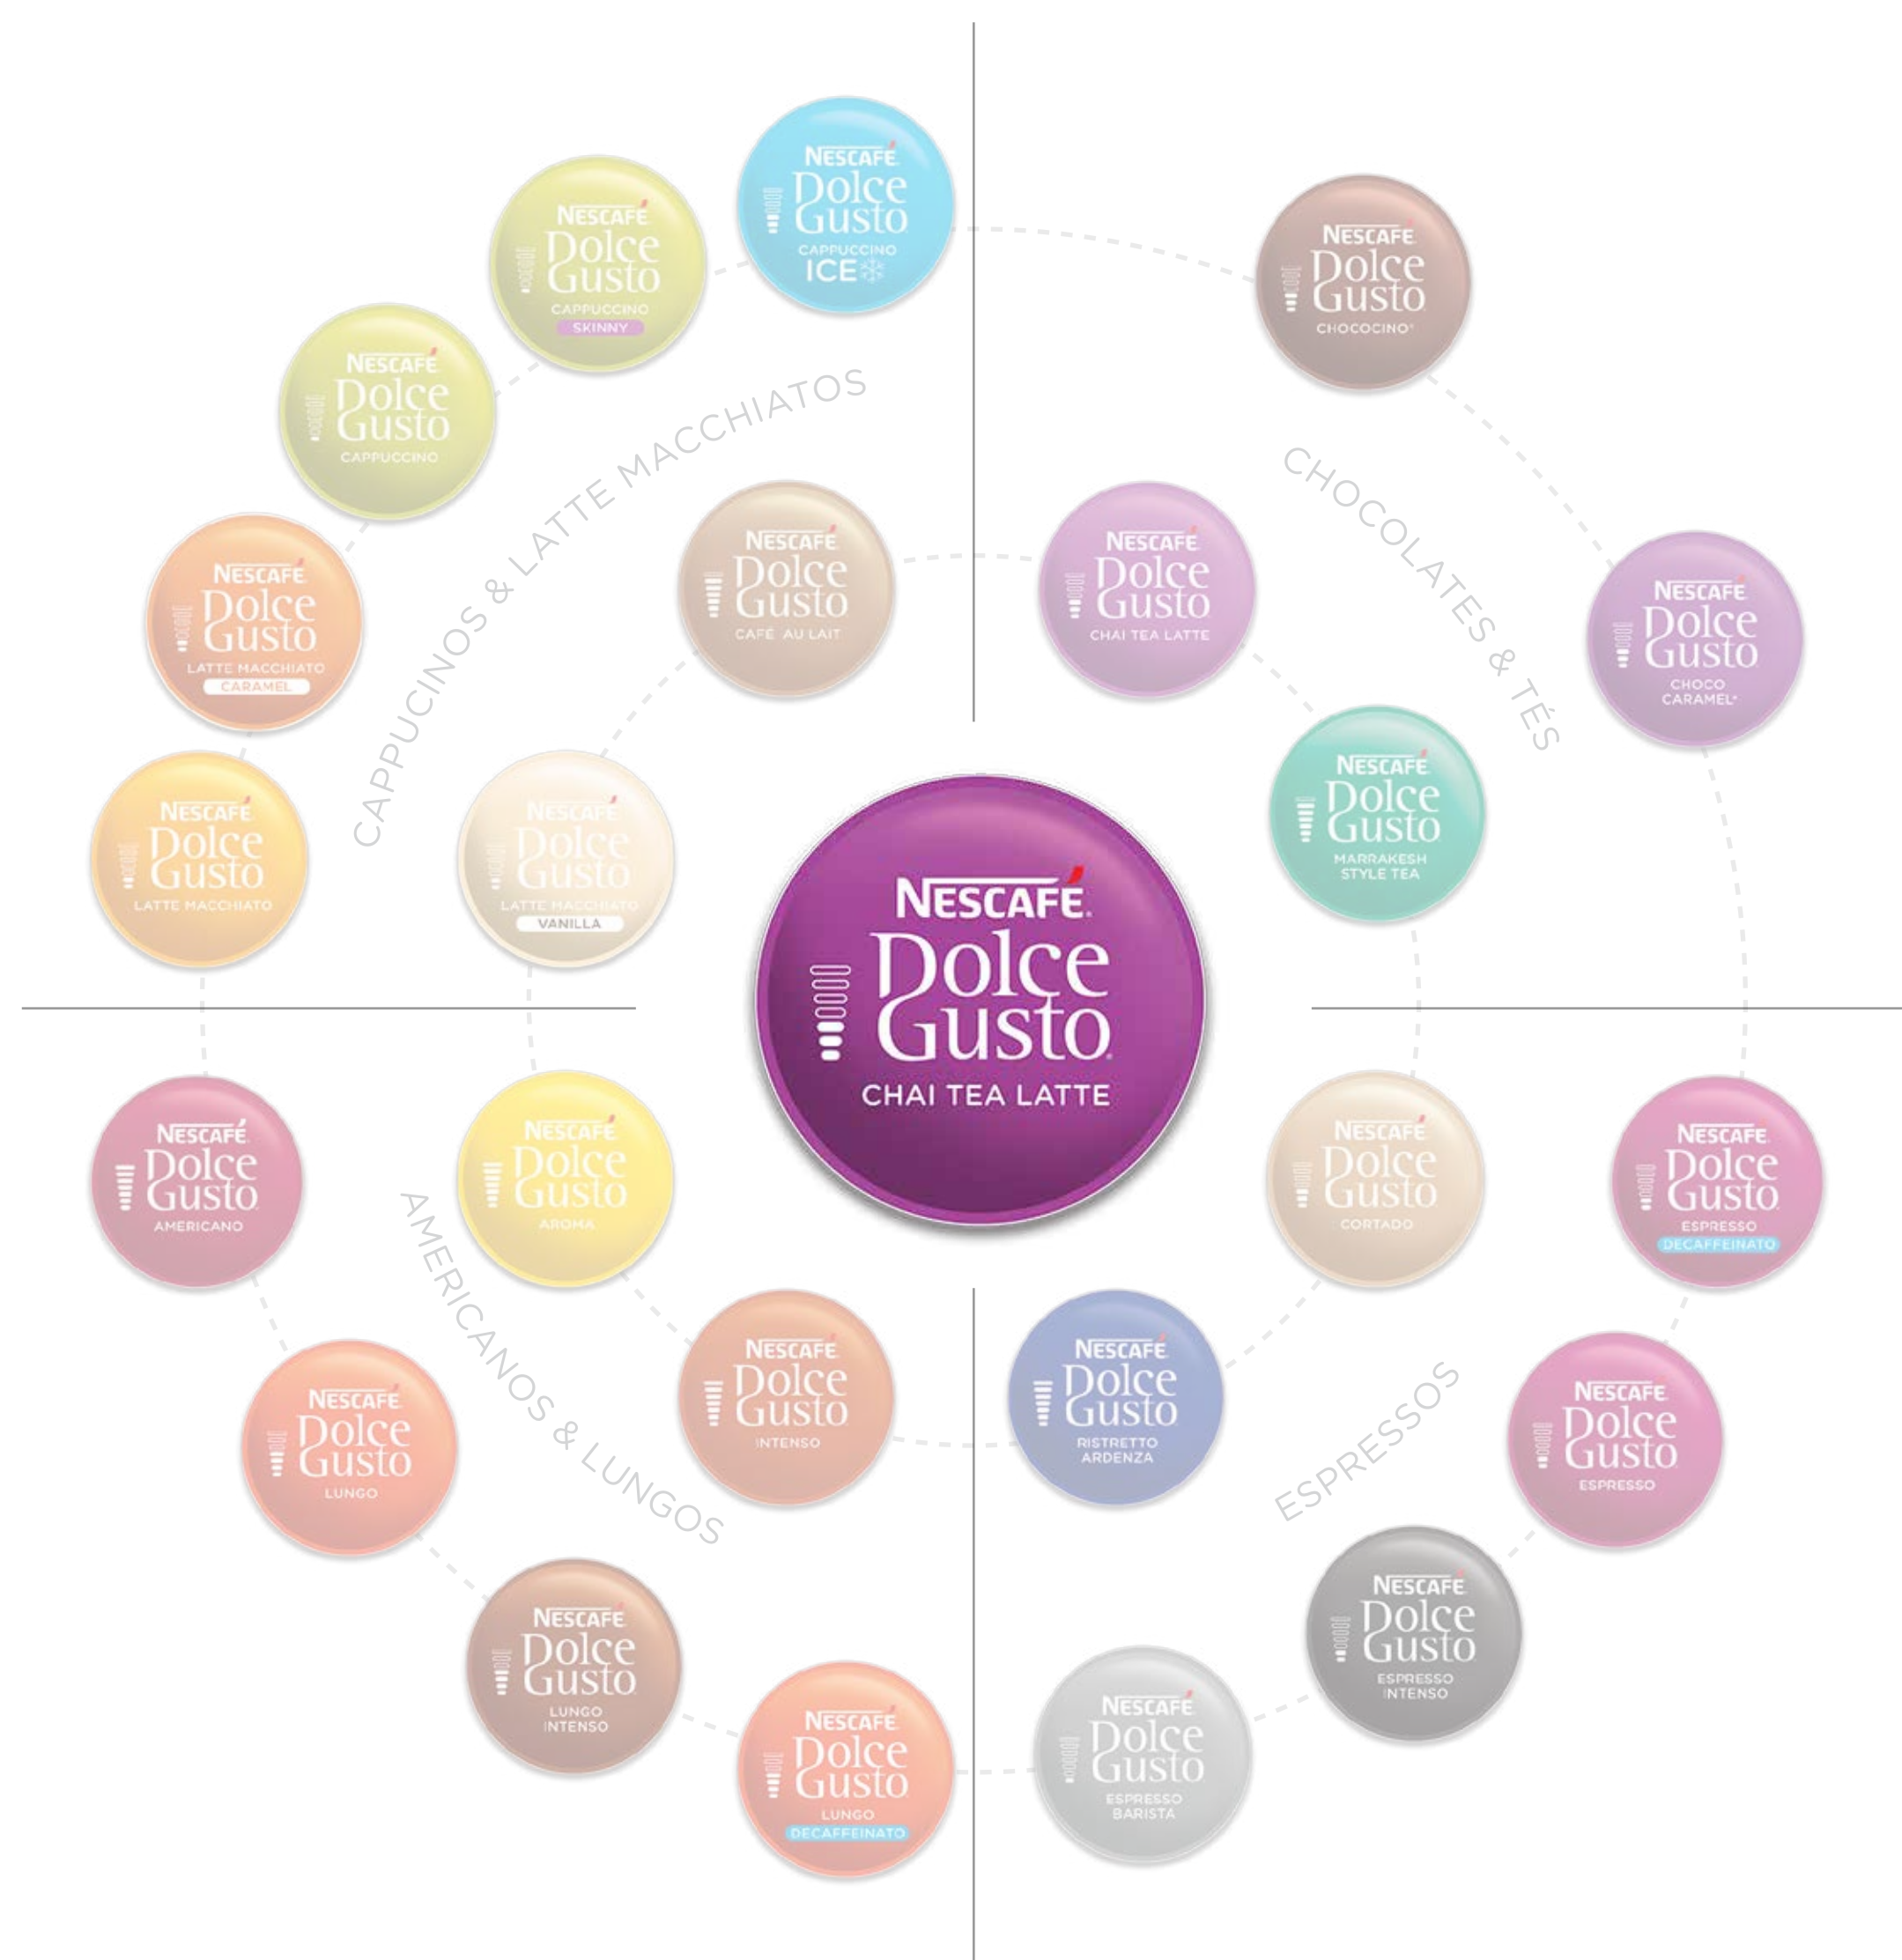 NESCAFÉ
Dolce
Gusto
CAPPUCCINO
ICE
NESCAFÉ
Dolce
Gusto
CAPPUCCINO
SKINNY
NESCAFÉ
Dolce
Gusto
CAPPUCCINO
NESCAFÉ
Dolce
Gusto
LATTE MACCHIATO
CARAMEL
NESCAFÉ
Dolce
Gusto
LATTE MACCHIATO
CAPPUCINOS & LATTE MACCHIATOS
NESCAFÉ
Dolce
Gusto
CAFÉ AU LAIT
NESCAFÉ
Dolce
Gusto
LATTE MACCHIATO
VANILLA
NESCAFÉ
Dolce
Gusto
CHOCOCINO*
NESCAFÉ
Dolce
Gusto
CHOCO
CARAMEL*
CHOCOLATES & TÉS
NESCAFÉ
Dolce
Gusto
CHAI TEA LATTE
NESCAFÉ
Dolce
Gusto
MARRAKESH
STYLE TEA
NESCAFÉ®
Dolce
Gusto®
CHAI TEA LATTE
NESCAFÉ
Dolce
Gusto
AMERICANO
NESCAFÉ
Dolce
Gusto
AROMA
NESCAFÉ
Dolce
Gusto
INTENSO
AMERICANOS & LUNGOS
NESCAFÉ
Dolce
Gusto
LUNGO
NESCAFÉ
Dolce
Gusto
LUNGO
INTENSO
NESCAFÉ
Dolce
Gusto
LUNGO
DECAFFEINATO
NESCAFÉ
Dolce
Gusto
CORTADO
NESCAFÉ
Dolce
Gusto
ESPRESSO
DECAFFEINATO
NESCAFÉ
Dolce
Gusto
RISTRETTO
ARDENZA
ESPRESSOS
NESCAFÉ
Dolce
Gusto
ESPRESSO
NESCAFÉ
Dolce
Gusto
ESPRESSO
INTENSO
NESCAFÉ
Dolce
Gusto
ESPRESSO
BARISTA